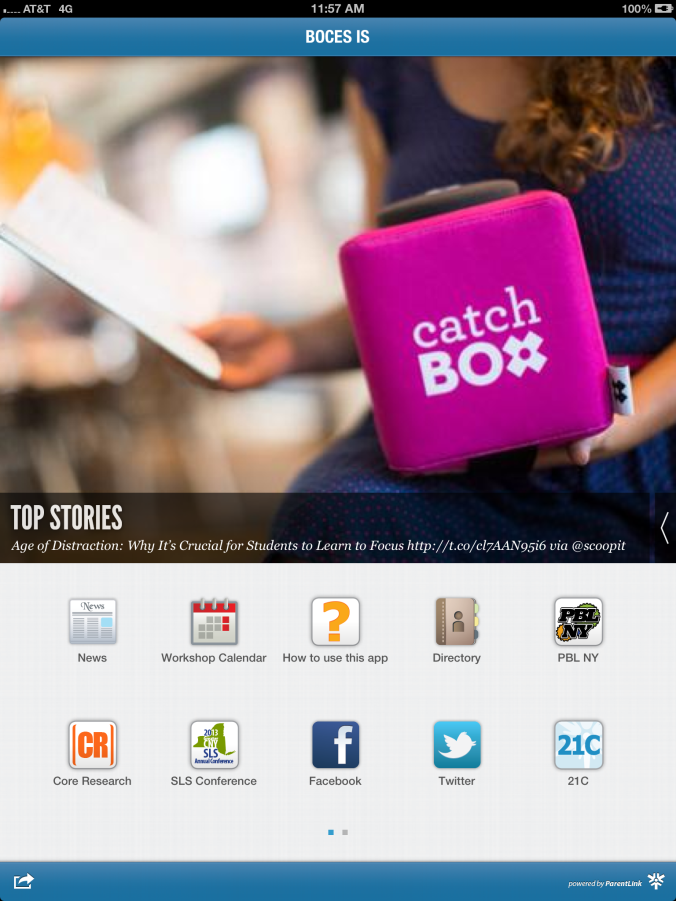 AT&T 4G 11:57 AM 100%
BOCES IS
catch
BOX
TOP STORIES
Age of Distraction: Why It's Crucial for Students to Learn to Focus http://t.co/cl7AAN95i6 via @scoopit
News
PBL
NY
News Workshop Calendar How to use this app Directory PBL NY
CR
2013
CNY
SLS
Annual Conference
f
21C
Core Research SLS Conference Facebook Twitter 21C
powered by ParentLink